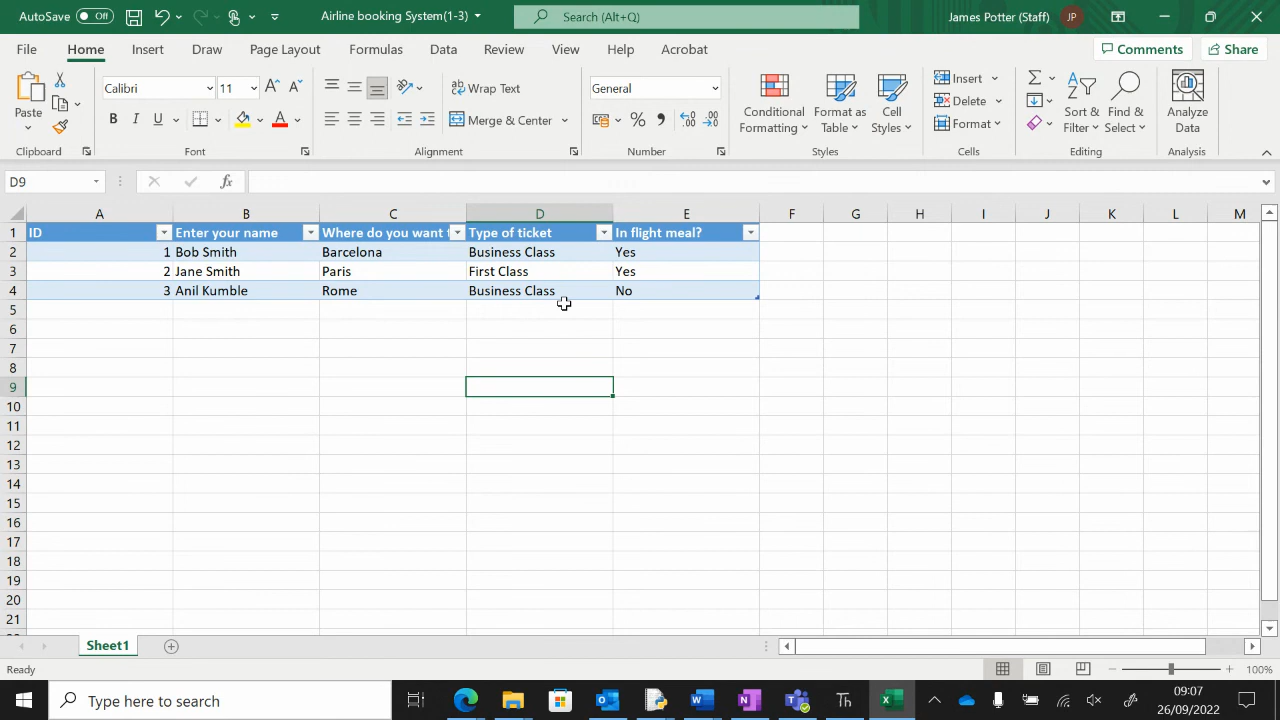 AutoSave Off Airline booking System(1-3) Search (Alt+Q) James Potter (Staff) JP
File Home Insert Draw Page Layout Formulas Data Review View Help Acrobat Comments Share
Paste
Calibri 11
Wrap Text
General
Conditional Formatting
Format as Table
Cell Styles
Insert
Sort & Filter
Find & Select
Analyze Data
B I U A
Merge & Center
% ,
Delete
Format
Clipboard Font Alignment Number Styles Cells Editing Analysis
D9 fx
A B C D E F G H I J K L M
1 ID Enter your name Where do you want t Type of ticket In flight meal?
2 1 Bob Smith Barcelona Business Class Yes
3 2 Jane Smith Paris First Class Yes
4 3 Anil Kumble Rome Business Class No
5
6
7
8
9
10
11
12
13
14
15
16
17
18
19
20
21
Sheet1
Ready 100%
Type here to search 09:07
26/09/2022